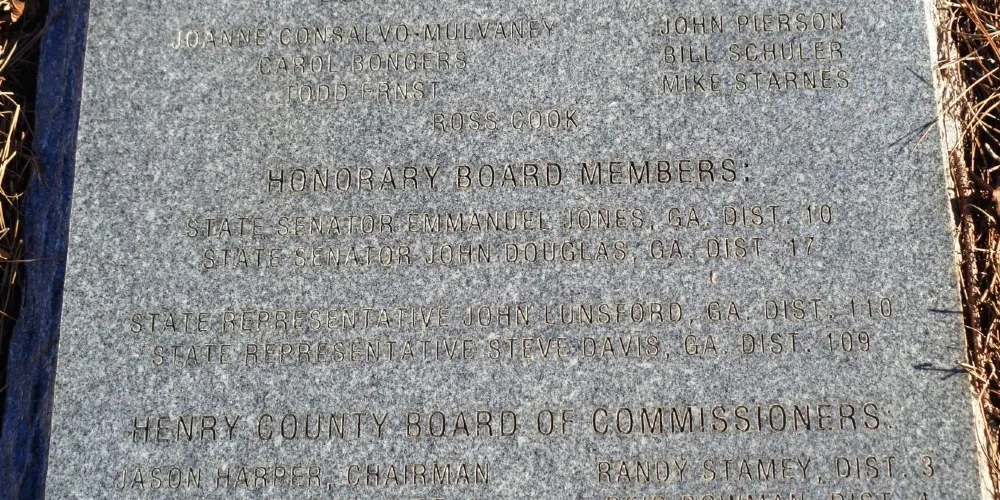 JOANNE CONSALVO-MULVANEY JOHN PIERSON
CAROL BONGERS BILL SCHULER
TODD ERNST MIKE STARNES
ROSS COOK
HONORARY BOARD MEMBERS:
STATE SENATOR EMMANUEL JONES, GA. DIST. 10
STATE SENATOR JOHN DOUGLAS, GA. DIST. 17
STATE REPRESENTATIVE JOHN LUNSFORD, GA. DIST. 110
STATE REPRESENTATIVE STEVE DAVIS, GA. DIST. 109
HENRY COUNTY BOARD OF COMMISSIONERS:
JASON HARPER, CHAIRMAN RANDY STAMEY, DIST. 3